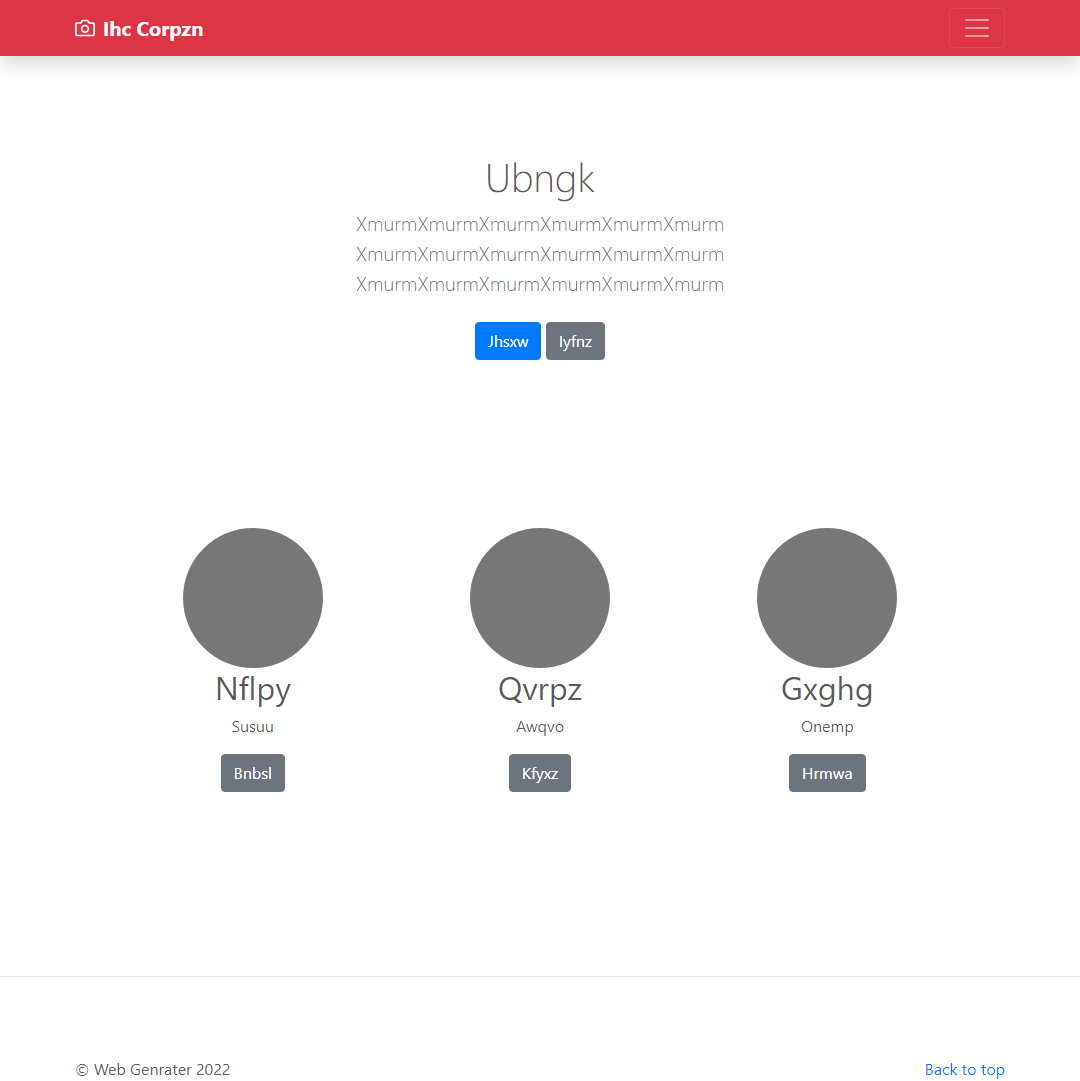 Ihc Corpzn
Ubngk
XmurmXmurmXmurmXmurmXmurmXmurm
XmurmXmurmXmurmXmurmXmurmXmurm
XmurmXmurmXmurmXmurmXmurmXmurm
Jhsxw Iyfnz
Nflpy Qvrpz Gxghg
Susuu Awqvo Onemp
Bnbsl Kfyxz Hrmwa
© Web Genrater 2022 Back to top